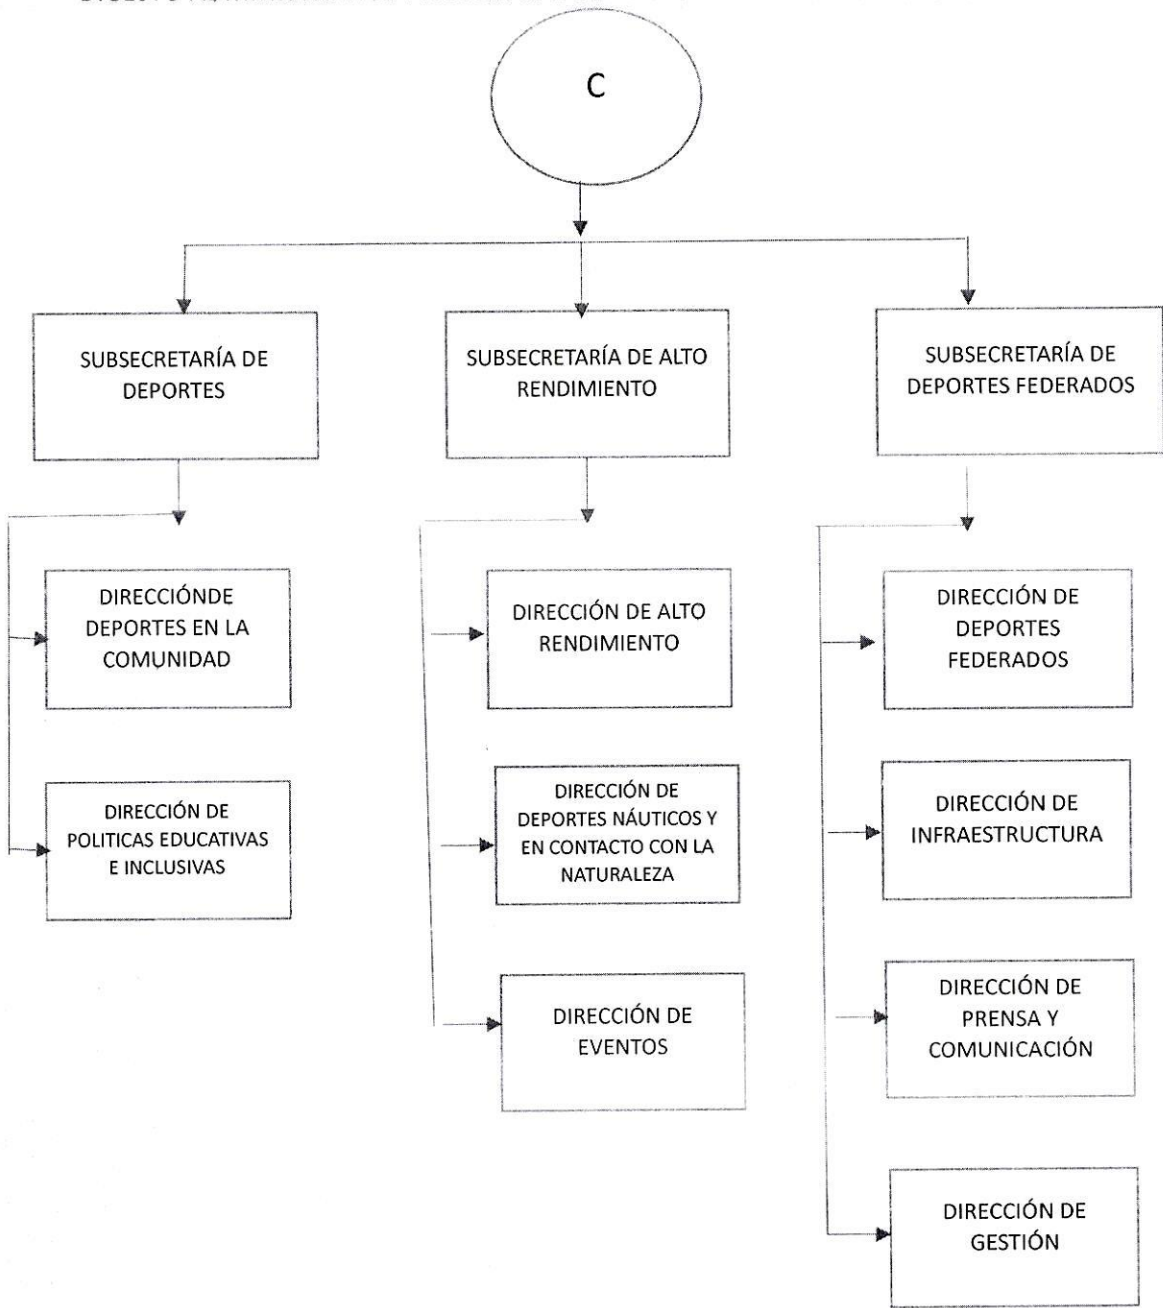 C
SUBSECRETARÍA DE
DEPORTES
SUBSECRETARÍA DE ALTO
RENDIMIENTO
SUBSECRETARÍA DE
DEPORTES FEDERADOS
DIRECCIÓNDE
DEPORTES EN LA
COMUNIDAD
DIRECCIÓN DE
POLITICAS EDUCATIVAS
E INCLUSIVAS
DIRECCIÓN DE ALTO
RENDIMIENTO
DIRECCIÓN DE
DEPORTES NÁUTICOS Y
EN CONTACTO CON LA
NATURALEZA
DIRECCIÓN DE
EVENTOS
DIRECCIÓN DE
DEPORTES
FEDERADOS
DIRECCIÓN DE
INFRAESTRUCTURA
DIRECCIÓN DE
PRENSA Y
COMUNICACIÓN
DIRECCIÓN DE
GESTIÓN